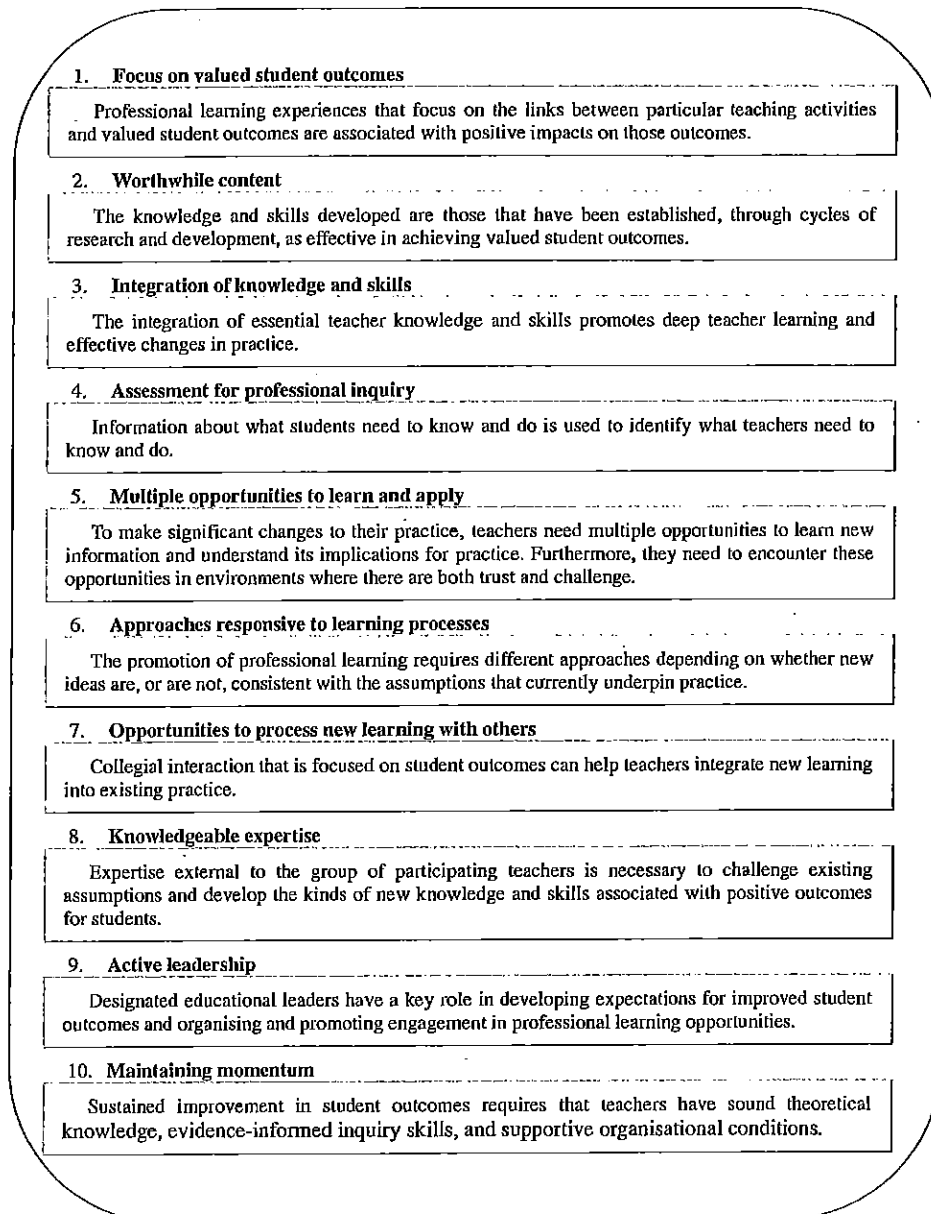 1. Focus on valued student outcomes
Professional learning experiences that focus on the links between particular teaching activities
and valued student outcomes are associated with positive impacts on those outcomes.
2. Worthwhile content
The knowledge and skills developed are those that have been established, through cycles of
research and development, as effective in achieving valued student outcomes.
3. Integration of knowledge and skills
The integration of essential teacher knowledge and skills promotes deep teacher learning and
effective changes in practice.
4. Assessment for professional inquiry
Information about what students need to know and do is used to identify what teachers need to
know and do.
5. Multiple opportunities to learn and apply
To make significant changes to their practice, teachers need multiple opportunities to learn new
information and understand its implications for practice. Furthermore, they need to encounter these
opportunities in environments where there are both trust and challenge.
6. Approaches responsive to learning processes
The promotion of professional learning requires different approaches depending on whether new
ideas are, or are not, consistent with the assumptions that currently underpin practice.
7. Opportunities to process new learning with others
Collegial interaction that is focused on student outcomes can help teachers integrate new learning
into existing practice.
8. Knowledgeable expertise
Expertise external to the group of participating teachers is necessary to challenge existing
assumptions and develop the kinds of new knowledge and skills associated with positive outcomes
for students.
9. Active leadership
Designated educational leaders have a key role in developing expectations for improved student
outcomes and organising and promoting engagement in professional learning opportunities.
10. Maintaining momentum
Sustained improvement in student outcomes requires that teachers have sound theoretical
knowledge, evidence-informed inquiry skills, and supportive organisational conditions.